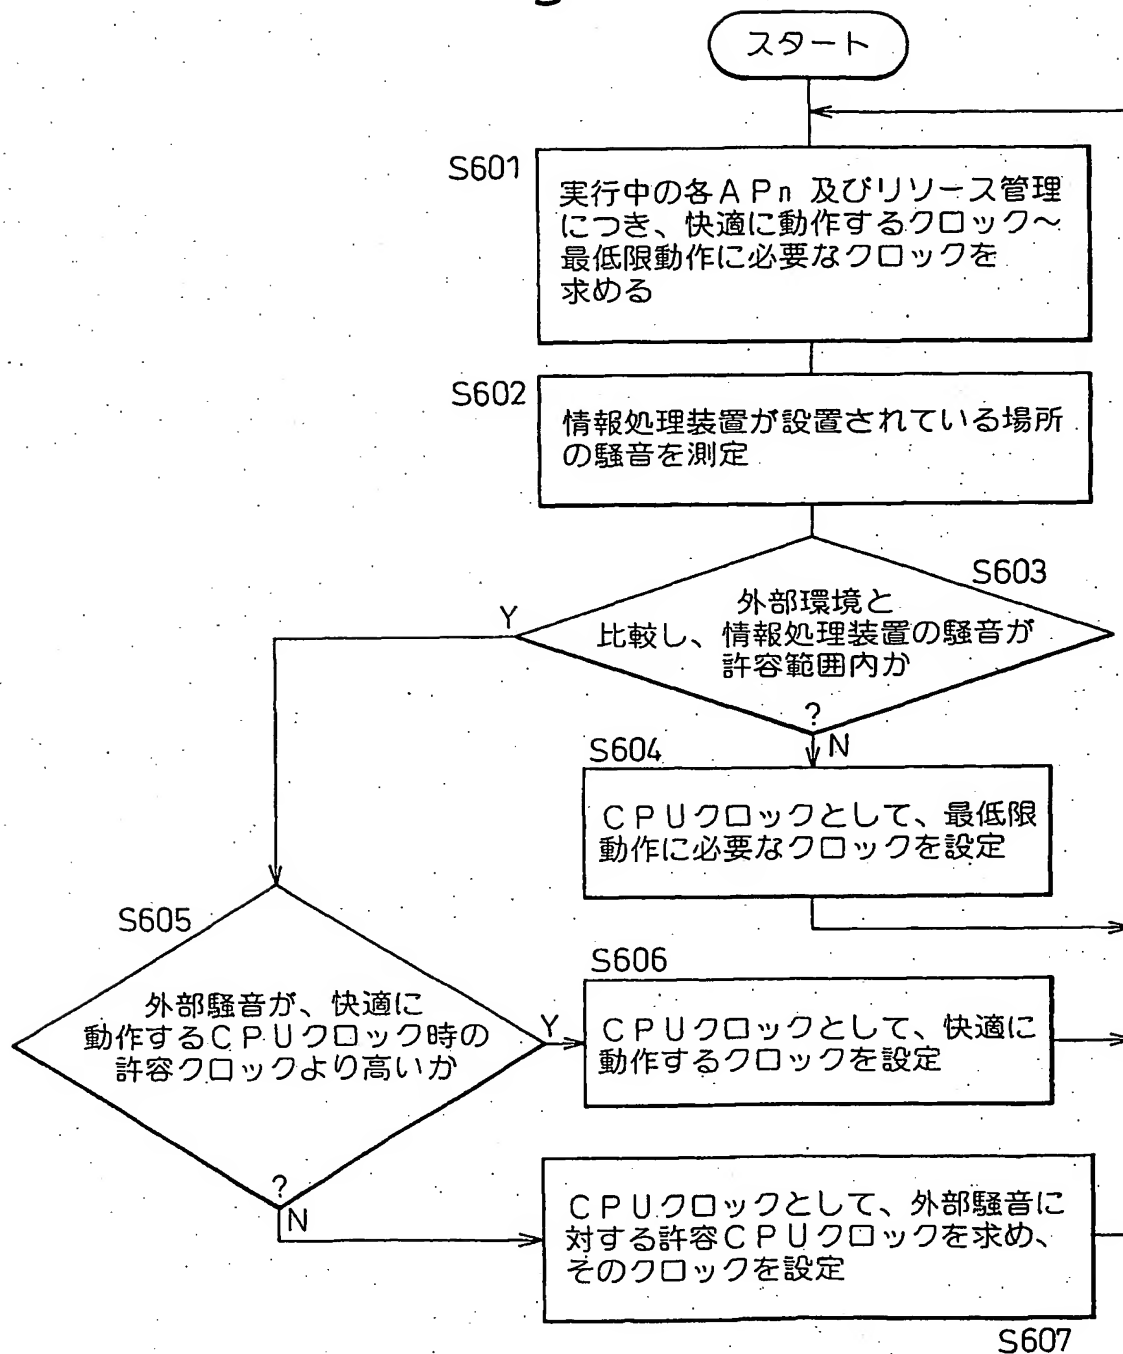 スタート
S601
実行中の各APn 及びリソース管理
につき、快適に動作するクロック～
最低限動作に必要なクロックを
求める
S602
情報処理装置が設置されている場所
の騒音を測定
S603
外部環境と
比較し、情報処理装置の騒音が
許容範囲内か
?
Y
N
S604
CPUクロックとして、最低限
動作に必要なクロックを設定
S605
外部騒音が、快適に
動作するCPUクロック時の
許容クロックより高いか
?
Y
N
S606
CPUクロックとして、快適に
動作するクロックを設定
CPUクロックとして、外部騒音に
対する許容CPUクロックを求め、
そのクロックを設定
S607